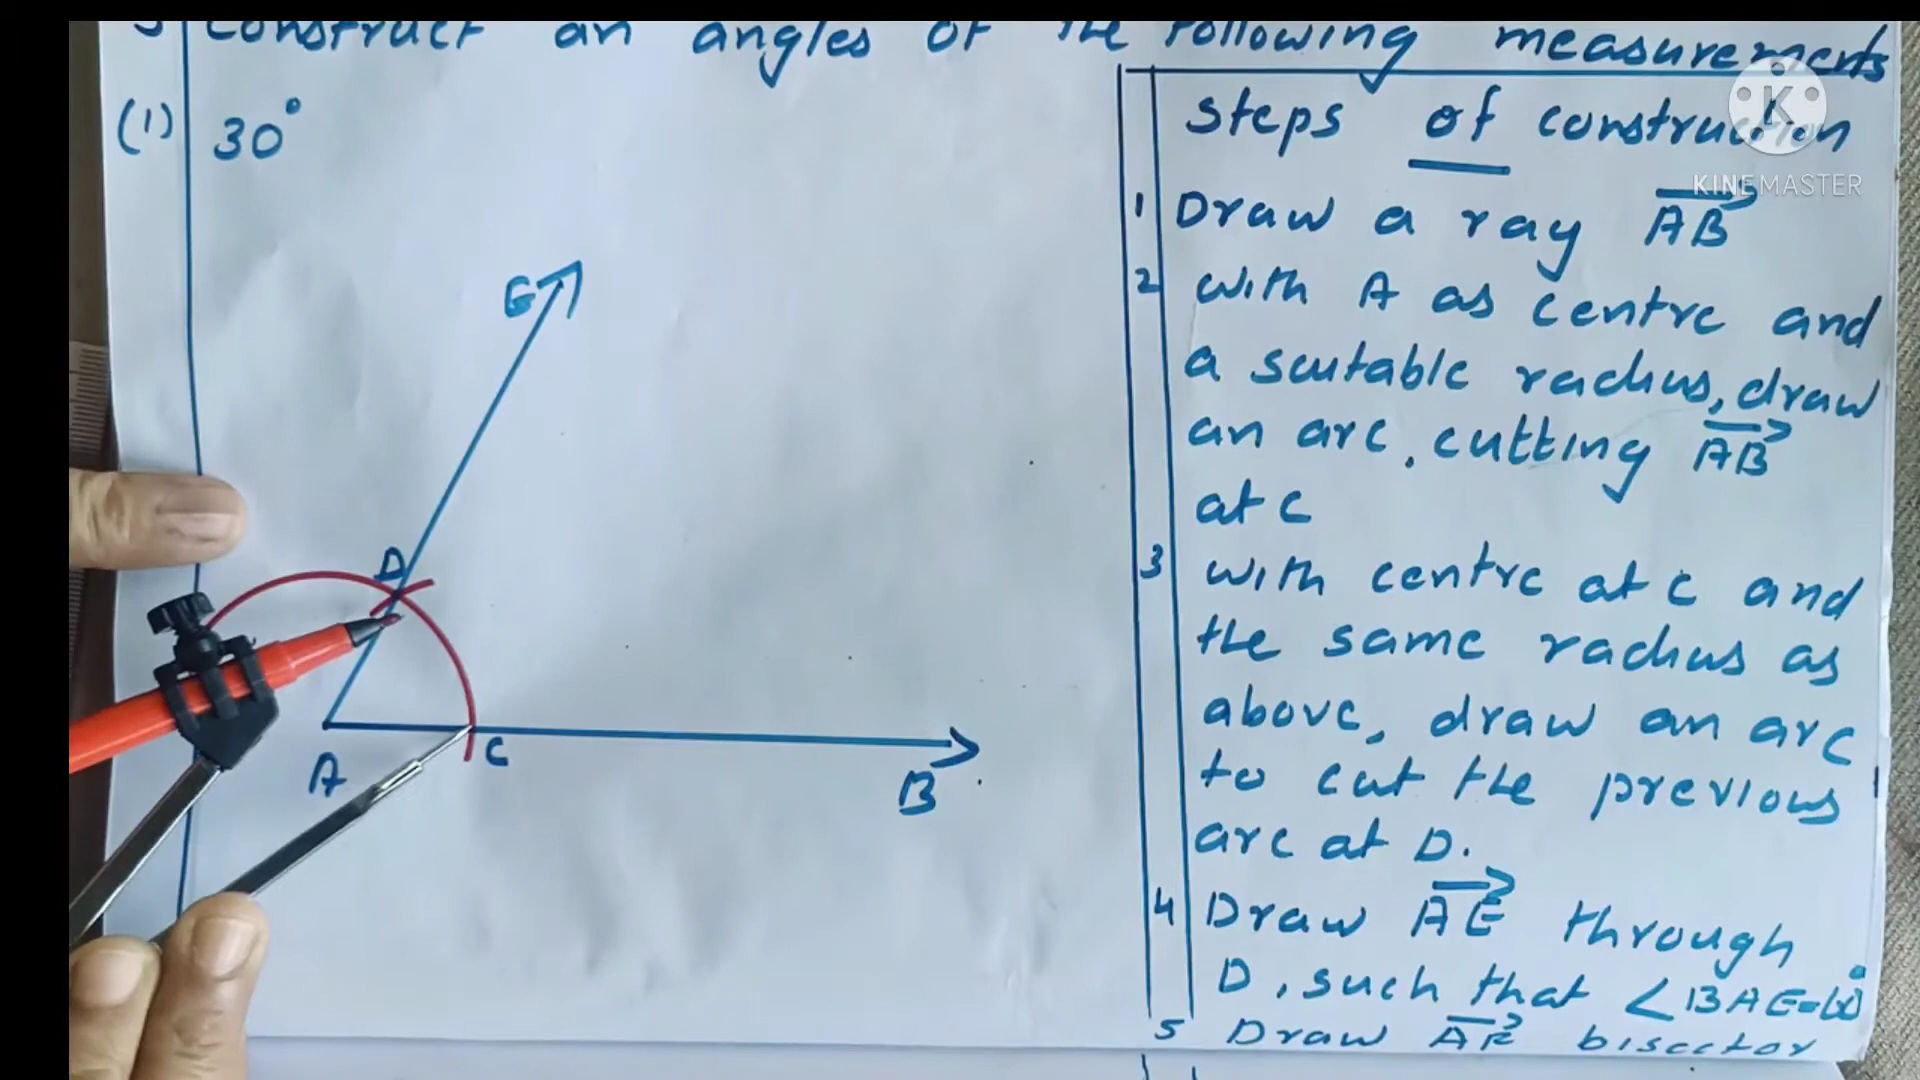 Construct an angles of the following measurements
(1) 30°
Steps of construction
1 Draw a ray AB
2 with A as centre and
a suitable radius, draw
an arc, cutting AB
at C
3 with centre at C and
the same radius as
above, draw an arc
to cut the previous
arc at D.
4 Draw AE through
D, such that ∠BAE=60°
5 Draw AF bisector
E
D
A
C
B
K
KINEMASTER